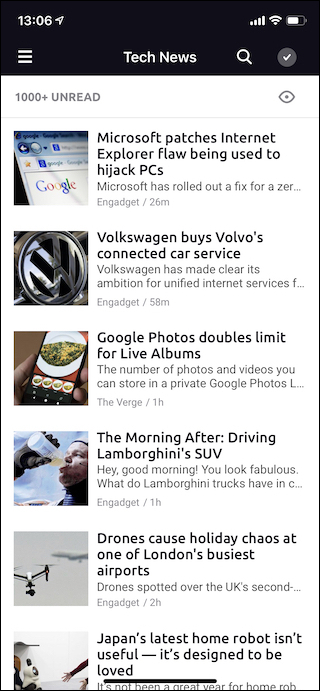 13:06
Tech News
1000+ UNREAD
Microsoft patches Internet
Explorer flaw being used to
hijack PCs
Microsoft has rolled out a fix for a zer...
Engadget / 26m
Volkswagen buys Volvo's
connected car service
Volkswagen has made clear its
ambition for unified internet services f...
Engadget / 58m
Google Photos doubles limit
for Live Albums
The number of photos and videos you
can store in a private Google Photos L...
The Verge / 1h
The Morning After: Driving
Lamborghini's SUV
Hey, good morning! You look fabulous.
What do Lamborghini trucks have in c...
Engadget / 1h
Drones cause holiday chaos at
one of London's busiest
airports
Drones spotted over the UK's second-...
Engadget / 2h
Japan’s latest home robot isn’t
useful — it’s designed to be
loved
It's not been a great year for home rob
Google